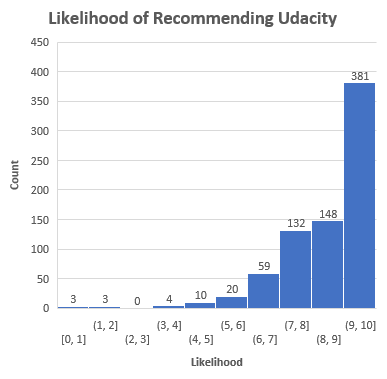 Likelihood of Recommending Udacity
450
400
350
300
250
200
150
100
50
0
Count
3 3 0 4 10 20 59 132 148 381
(1, 2] (3, 4] (5, 6] (7, 8] (9, 10]
[0, 1] (2, 3] (4, 5] (6, 7] (8, 9]
Likelihood